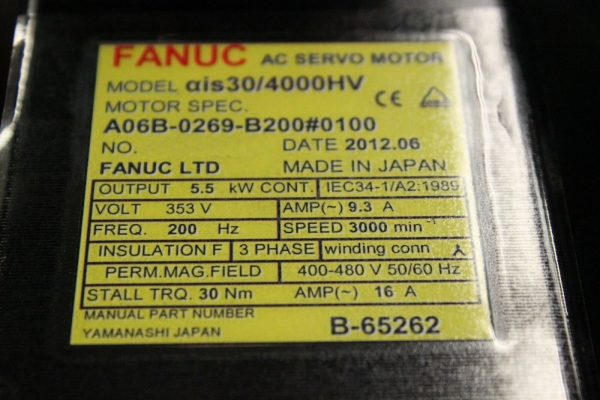 FANUC AC SERVO MOTOR
MODEL αis30/4000HV
MOTOR SPEC.
CE
A06B-0269-B200#0100
NO. DATE 2012.06
FANUC LTD MADE IN JAPAN
OUTPUT 5.5 kW CONT. IEC34-1/A2:1989
VOLT 353 V AMP(~) 9.3 A
FREQ. 200 Hz SPEED 3000 min⁻¹
INSULATION F 3 PHASE winding conn
PERM.MAG.FIELD 400-480 V 50/60 Hz
STALL TRQ. 30 Nm AMP(~) 16 A
MANUAL PART NUMBER
YAMANASHI JAPAN B-65262